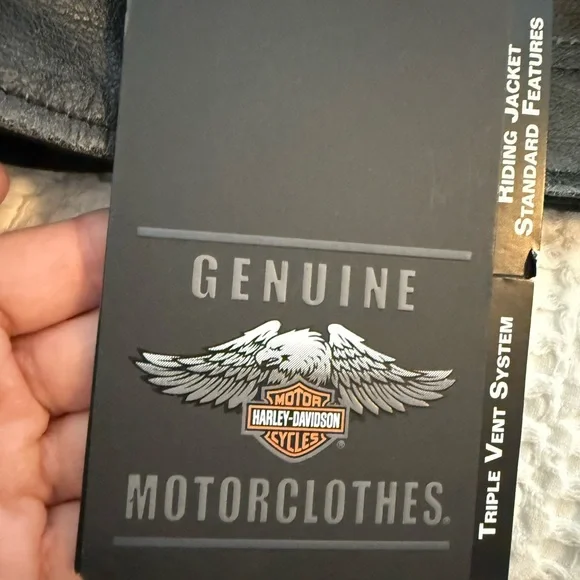 GENUINE
MOTOR
HARLEY-DAVIDSON
CYCLES
®
MOTORCLOTHES®
RIDING JACKET
STANDARD FEATURES
TRIPLE VENT SYSTEM